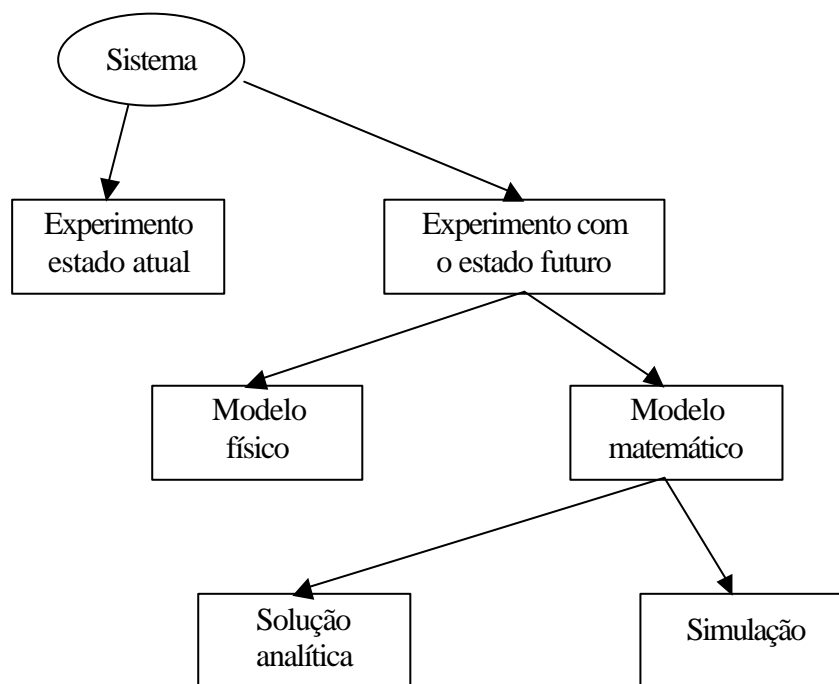 Sistema
Experimento
estado atual
Experimento com
o estado futuro
Modelo
físico
Modelo
matemático
Solução
analítica
Simulação